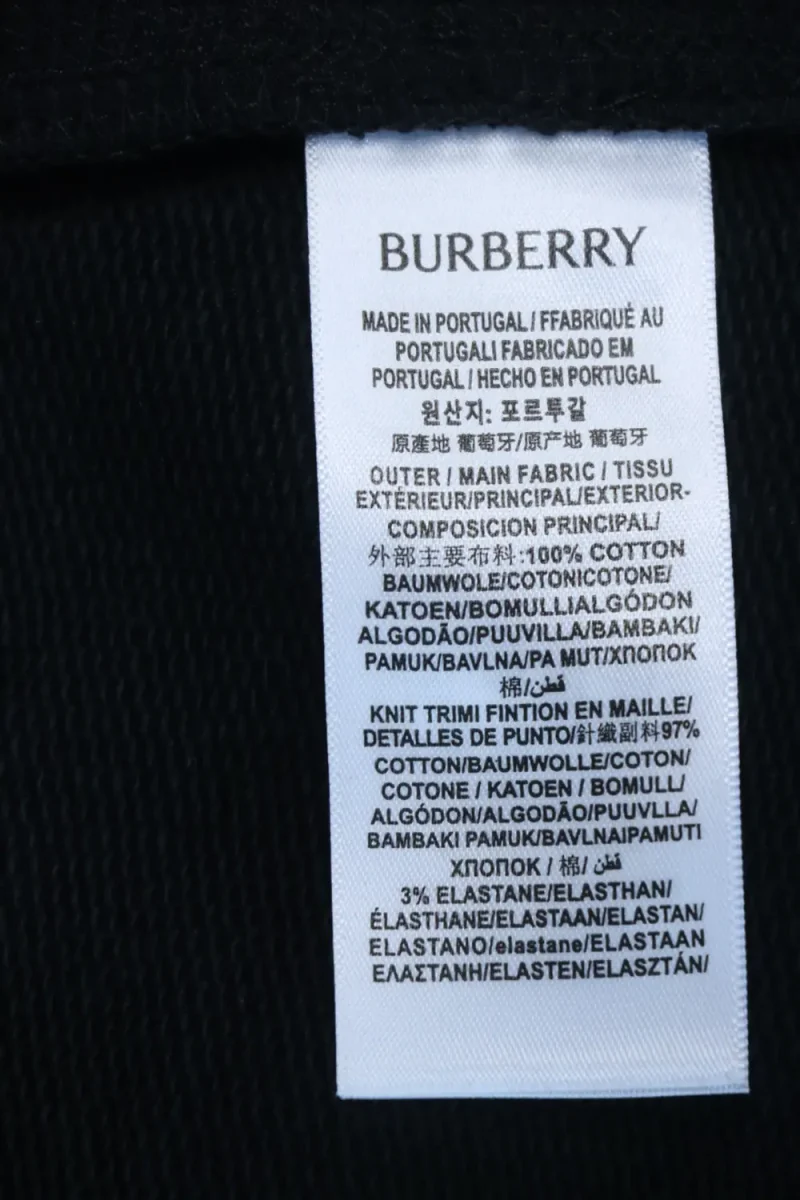 BURBERRY
MADE IN PORTUGAL / FFABRIQUÉ AU
PORTUGALI FABRICADO EM
PORTUGAL / HECHO EN PORTUGAL
원산지: 포르투갈
原產地 葡萄牙/原产地 葡萄牙
OUTER / MAIN FABRIC / TISSU
EXTÉRIEUR/PRINCIPAL/EXTERIOR-
COMPOSICION PRINCIPAL/
外部主要布料:100% COTTON
BAUMWOLE/COTONICOTONE/
KATOEN/BOMULLIALGÓDON
ALGODÃO/PUUVILLA/BAMBAKI/
PAMUK/BAVLNA/PA MUT/ХПОПОК
棉/قطن
KNIT TRIMI FINTION EN MAILLE/
DETALLES DE PUNTO/針織副料97%
COTTON/BAUMWOLLE/COTON/
COTONE / KATOEN / BOMULL/
ALGÓDON/ALGODÃO/PUUVLLA/
BAMBAKI PAMUK/BAVLNAIPAMUTI
ХПОПОК / 棉/ قطن
3% ELASTANE/ELASTHAN/
ÉLASTHANE/ELASTAAN/ELASTAN/
ELASTANO/elastane/ELASTAAN
ΕΛΑΣΤΑΝΗ/ELASTEN/ELASZTÁN/